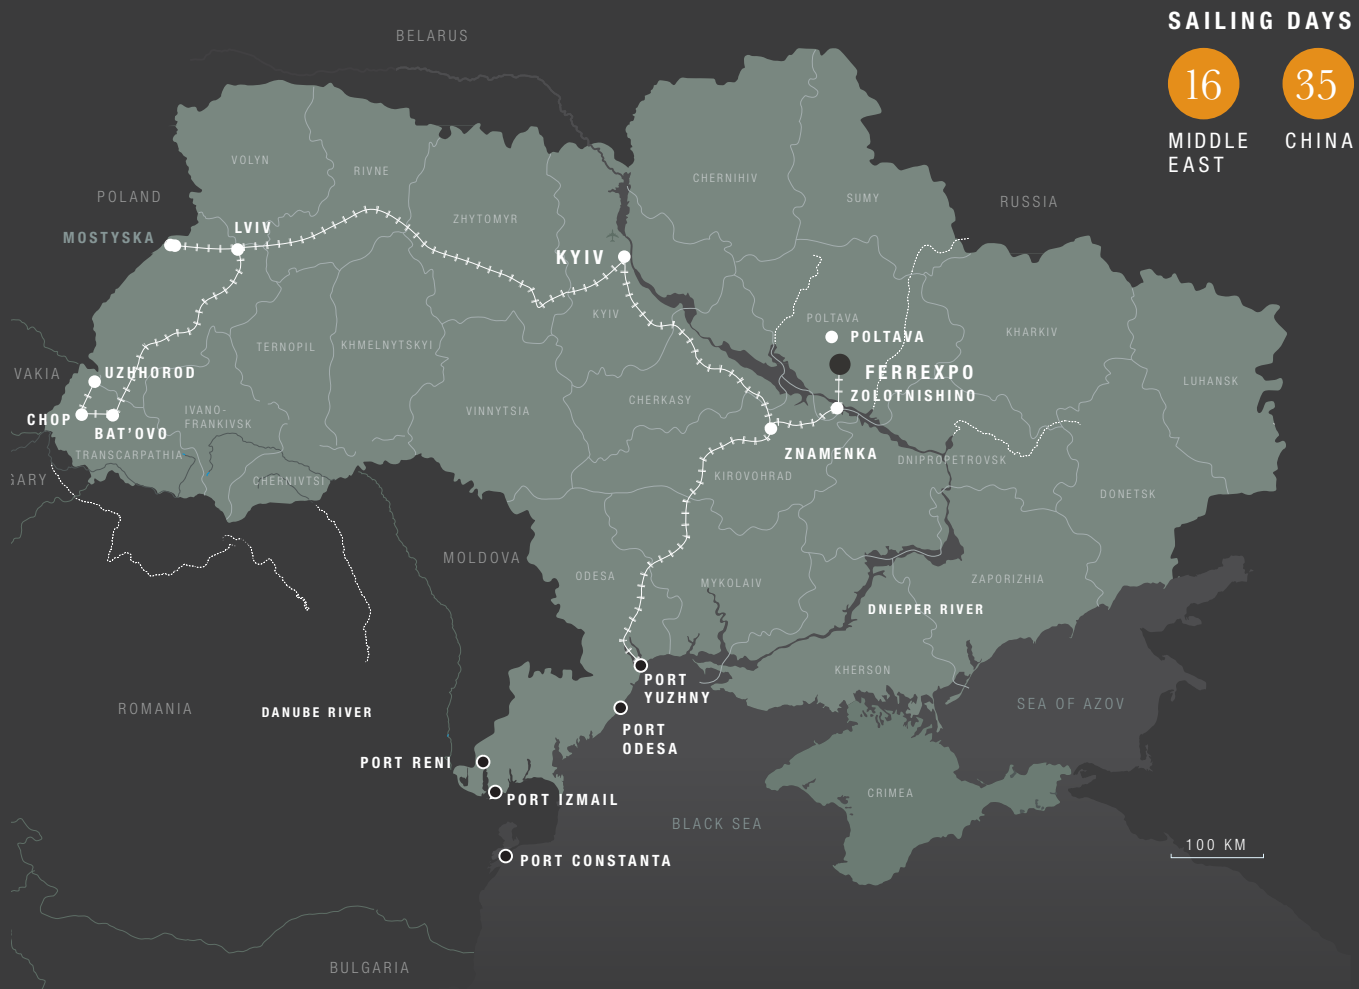 SAILING DAYS
16
35
MIDDLE
EAST
CHINA
BELARUS
VOLYN
RIVNE
POLAND
CHERNIHIV
SUMY
RUSSIA
ZHYTOMYR
MOSTYSKA
LVIV
KYIV
KYIV
POLTAVA
POLTAVA
KHARKIV
TERNOPIL
KHMELNYTSKYI
VAKIA
UZHHOROD
FERREXPO
ZOLOTNISHINO
LUHANSK
CHERKASY
IVANO-
FRANKIVSK
VINNYTSIA
CHOP
BAT'OVO
TRANSCARPATHIA
ZNAMENKA
DNIPROPETROVSK
GARY
CHERNIVTSI
KIROVOHRAD
DONETSK
MOLDOVA
ODESA
MYKOLAIV
ZAPORIZHIA
DNIEPER RIVER
KHERSON
PORT
YUZHNY
ROMANIA
DANUBE RIVER
SEA OF AZOV
PORT
ODESA
PORT RENI
PORT IZMAIL
CRIMEA
BLACK SEA
100 KM
PORT CONSTANTA
BULGARIA